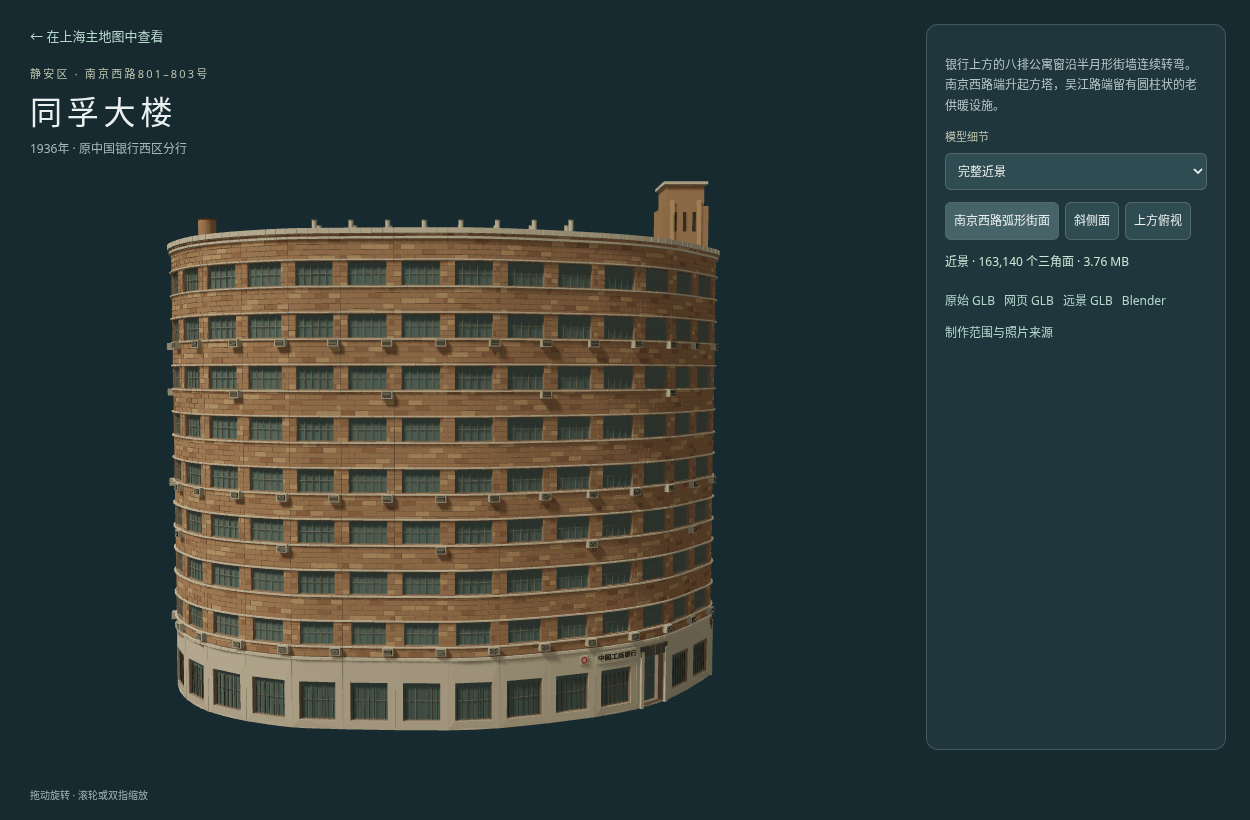 ← 在上海主地图中查看
静安区 · 南京西路801–803号
同孚大楼
1936年 · 原中国银行西区分行
银行上方的八排公寓窗沿半月形街墙连续转弯。
南京西路端升起方塔，吴江路端留有圆柱状的老
供暖设施。
模型细节
完整近景
南京西路弧形街面 斜侧面 上方俯视
近景 · 163,140 个三角面 · 3.76 MB
原始 GLB 网页 GLB 远景 GLB Blender
制作范围与照片来源
中国工商银行
拖动旋转 · 滚轮或双指缩放